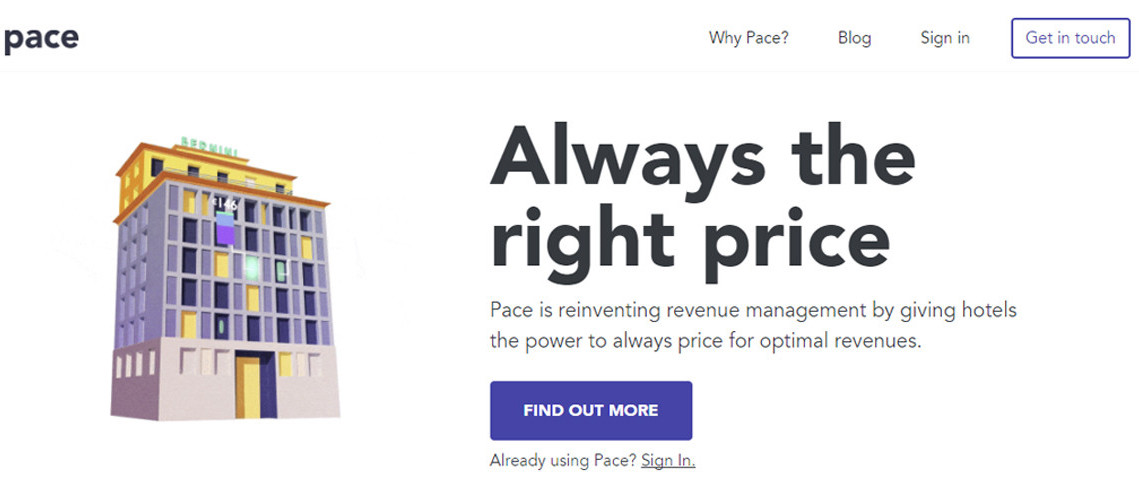 pace
Why Pace?
Blog
Sign in
Get in touch
BERNINI
€146
Always the
right price
Pace is reinventing revenue management by giving hotels
the power to always price for optimal revenues.
FIND OUT MORE
Already using Pace? Sign In.